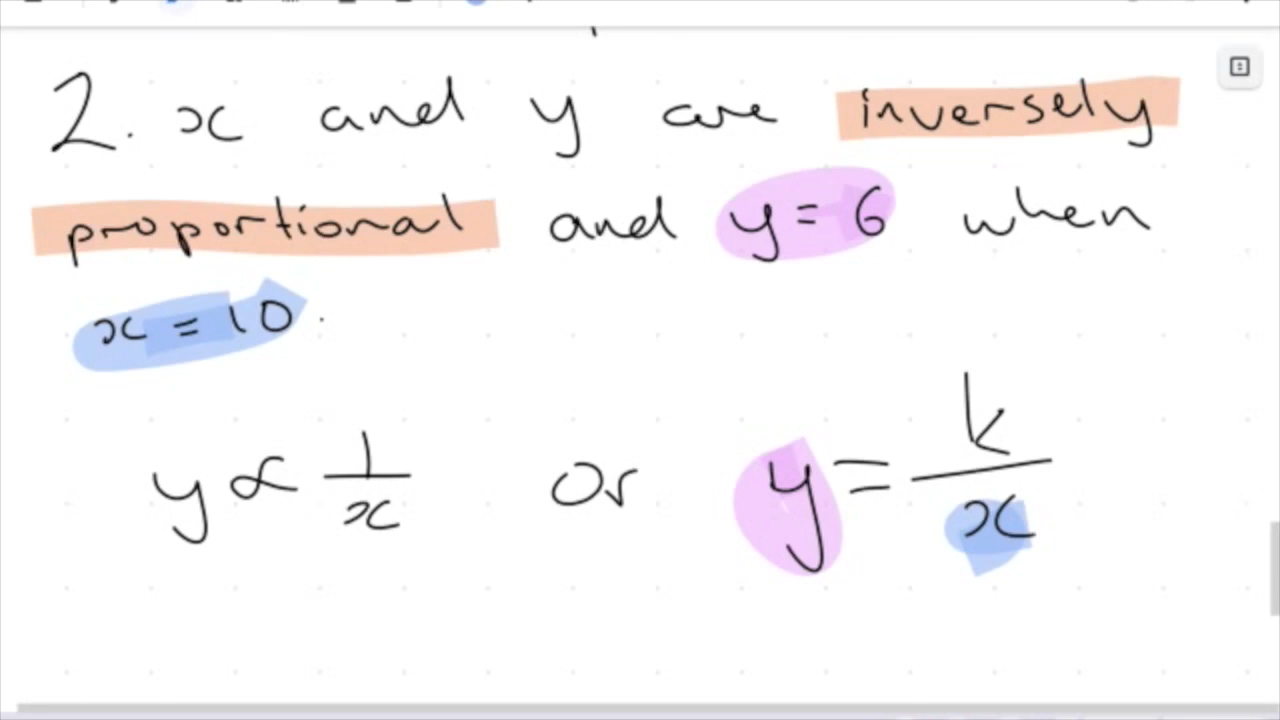 2. x and y are inversely
proportional and y = 6 when
x = 10.
y ∝ 1/x or y = k/x